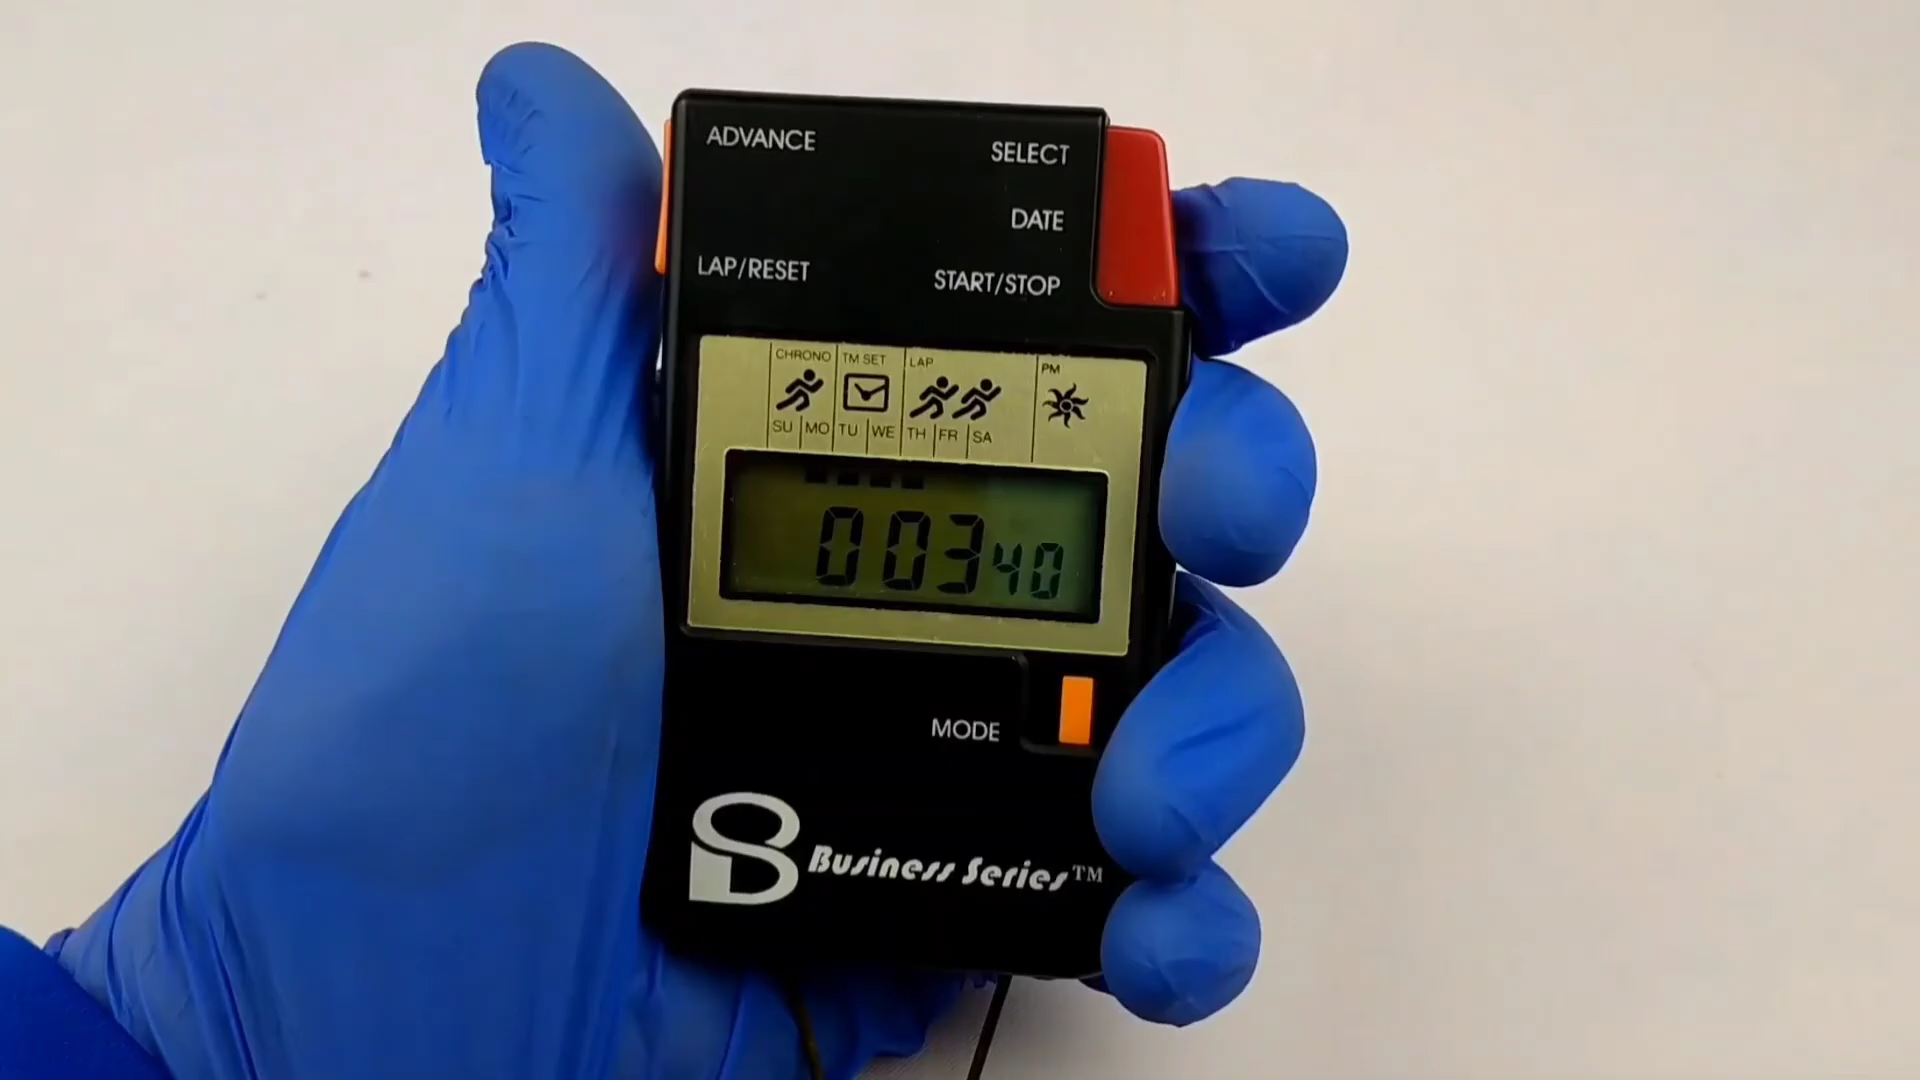 ADVANCE
SELECT
DATE
LAP/RESET
START/STOP
CHRONO TM SET LAP PM
SU MO TU WE TH FR SA
00340
MODE
B Business Series™